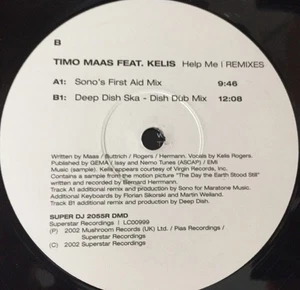 B
TIMO MAAS FEAT. KELIS Help Me | REMIXES
A1: Sono's First Aid Mix 9:46
B1: Deep Dish Ska - Dish Dub Mix 12:08
Written by Maas / Buttrich / Rogers / Herrmann. Vocals by Kelis Rogers.
Published by GEMA / Issey and Nemo Tunes (ASCAP) / EMI
Music (sample). Kelis appears courtesy of Virgin Records, Inc.
Contains a sample from the motion picture "The Day the Earth Stood Still"
written and recorded by Bernard Herrmann.
Track A1 additional remix and production by Sono for Maratone Music.
Additional Keyboards by Florian Sikorski and Martin Weiland.
Track B1 additional remix and production by Deep Dish.
SUPER DJ 2055R DMD
Superstar Recordings | LC00999
(P) 2002 Mushroom Records (UK) Ltd. / Pias Recordings /
Superstar Recordings
(C) 2002 Superstar Recordings